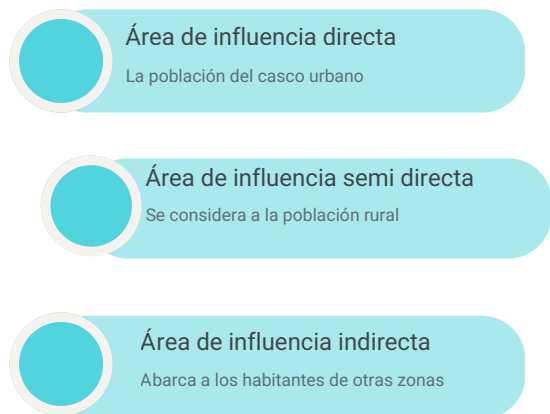 Área de influencia directa
La población del casco urbano
Área de influencia semi directa
Se considera a la población rural
Área de influencia indirecta
Abarca a los habitantes de otras zonas